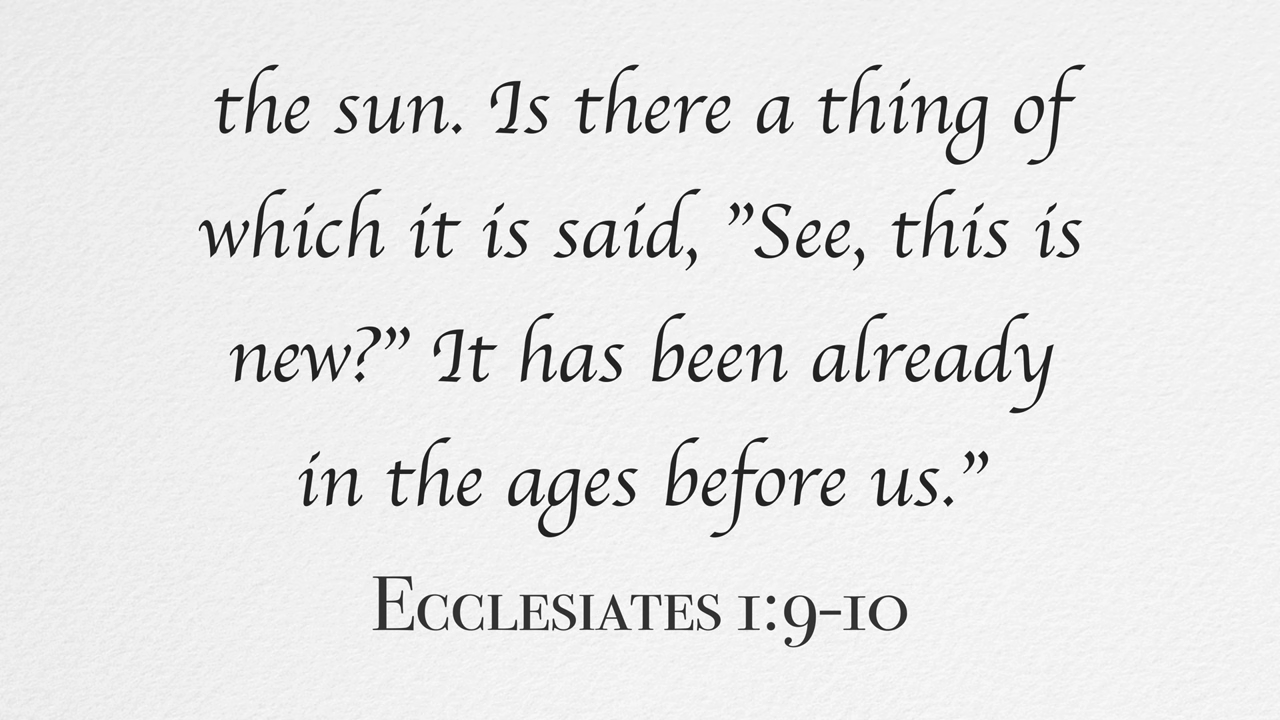 the sun. Is there a thing of
which it is said, ”See, this is
new?” It has been already
in the ages before us.”
Ecclesiates 1:9-10